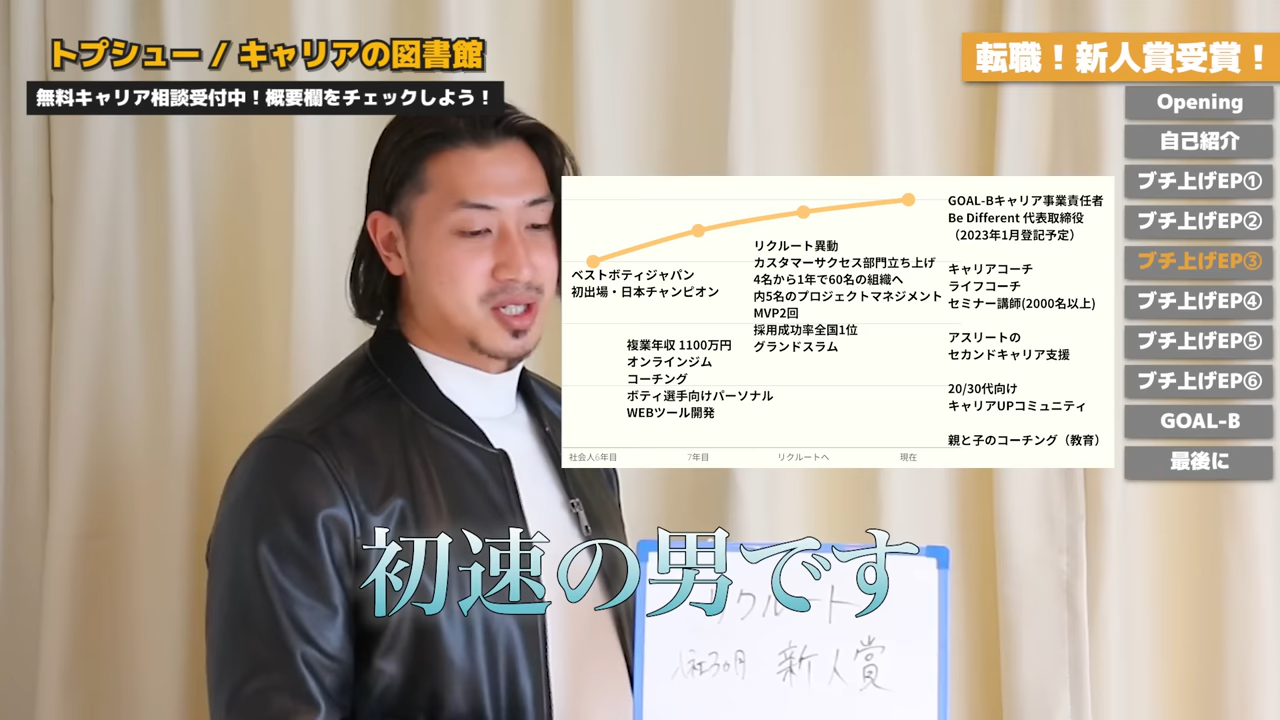 トプシュー / キャリアの図書館
無料キャリア相談受付中！概要欄をチェックしよう！
転職！新人賞受賞！
Opening
自己紹介
ブチ上げEP①
ブチ上げEP②
ブチ上げEP③
ブチ上げEP④
ブチ上げEP⑤
ブチ上げEP⑥
GOAL-B
最後に
ベストボティジャパン
初出場・日本チャンピオン
複業年収 1100万円
オンラインジム
コーチング
ボティ選手向けパーソナル
WEBツール開発
リクルート異動
カスタマーサクセス部門立ち上げ
4名から1年で60名の組織へ
内5名のプロジェクトマネジメント
MVP2回
採用成功率全国1位
グランドスラム
GOAL-Bキャリア事業責任者
Be Different 代表取締役
（2023年1月登記予定）
キャリアコーチ
ライフコーチ
セミナー講師(2000名以上)
アスリートの
セカンドキャリア支援
20/30代向け
キャリアUPコミュニティ
親と子のコーチング（教育）
社会人6年目
7年目
リクルートへ
現在
初速の男です
リクルート
新人賞